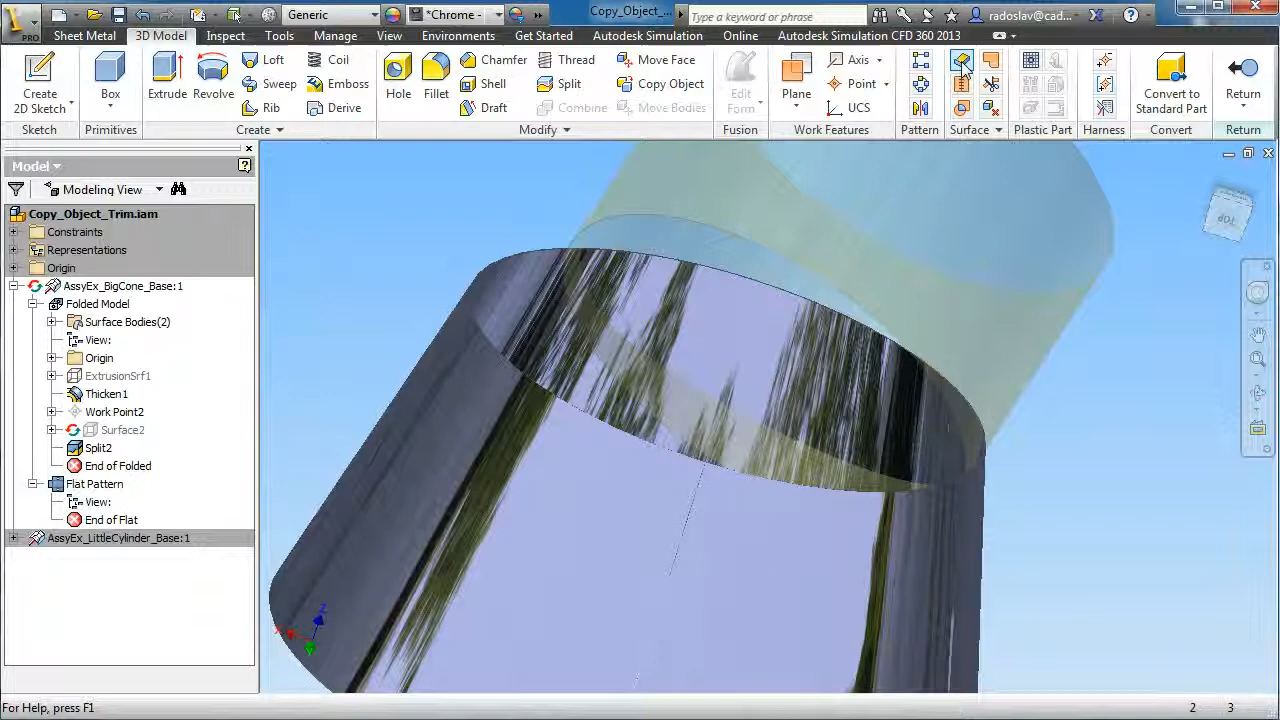 PRO
Generic
*Chrome -
Copy_Object_...
Type a keyword or phrase
radoslav@cad...
Sheet Metal
3D Model
Inspect
Tools
Manage
View
Environments
Get Started
Autodesk Simulation
Online
Autodesk Simulation CFD 360 2013
Create
2D Sketch
Sketch
Box
Primitives
Extrude
Revolve
Loft
Sweep
Rib
Coil
Emboss
Derive
Create
Hole
Fillet
Chamfer
Shell
Draft
Thread
Split
Combine
Move Face
Copy Object
Move Bodies
Modify
Edit
Form
Fusion
Plane
Axis
Point
UCS
Work Features
Pattern
Surface
Plastic Part
Harness
Convert to
Standard Part
Convert
Return
Return
Model
Modeling View
Copy_Object_Trim.iam
Constraints
Representations
Origin
AssyEx_BigCone_Base:1
Folded Model
Surface Bodies(2)
View:
Origin
ExtrusionSrf1
Thicken1
Work Point2
Surface2
Split2
End of Folded
Flat Pattern
View:
End of Flat
AssyEx_LittleCylinder_Base:1
TOP
Z
X
For Help, press F1
2
3